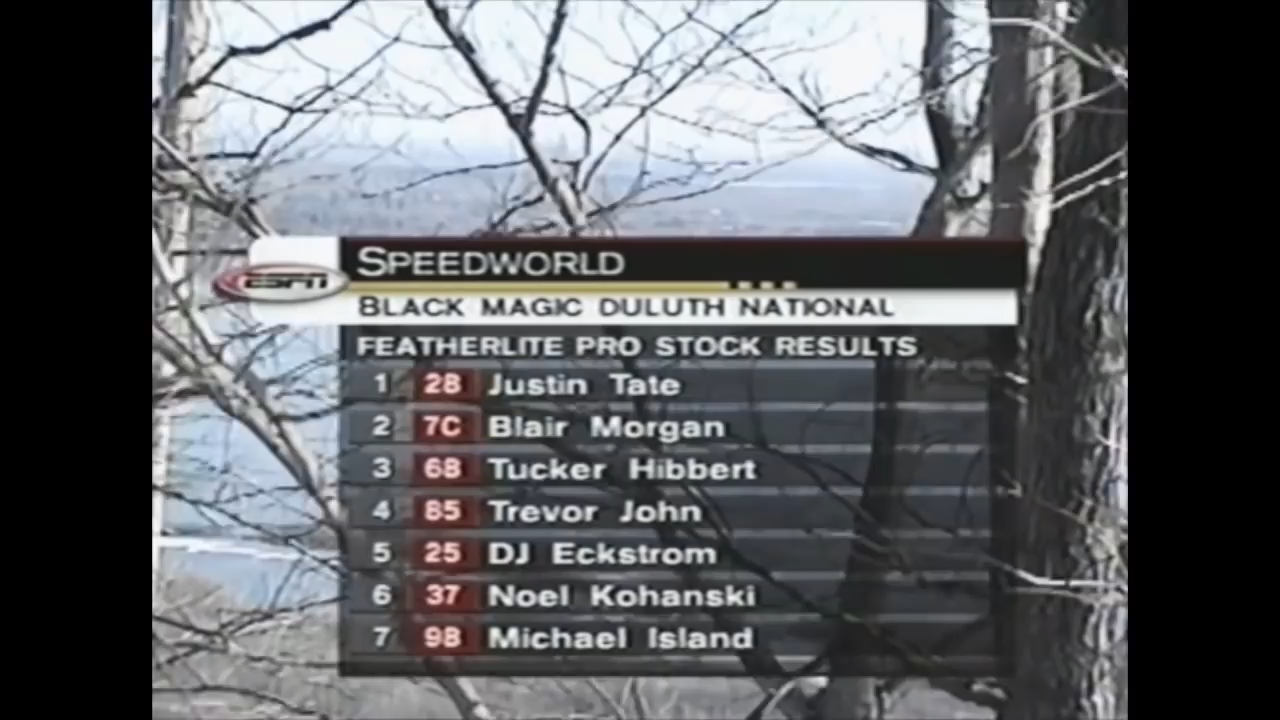 ESPN
SPEEDWORLD
BLACK MAGIC DULUTH NATIONAL
FEATHERLITE PRO STOCK RESULTS
1 28 Justin Tate
2 7C Blair Morgan
3 68 Tucker Hibbert
4 85 Trevor John
5 25 DJ Eckstrom
6 37 Noel Kohanski
7 98 Michael Island